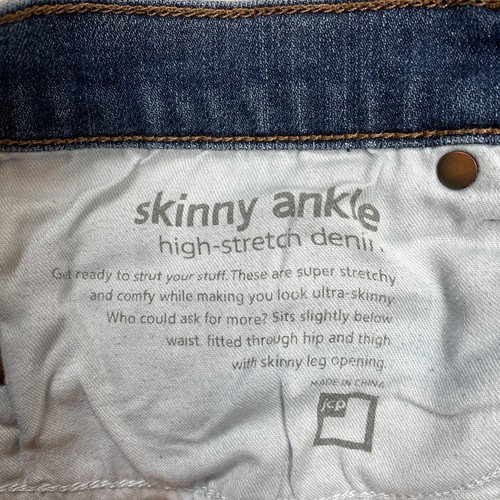 skinny ankle
high-stretch denim.
Get ready to strut your stuff. These are super stretchy
and comfy while making you look ultra-skinny.
Who could ask for more? Sits slightly below
waist. fitted through hip and thigh
with skinny leg opening.
MADE IN CHINA
jcp